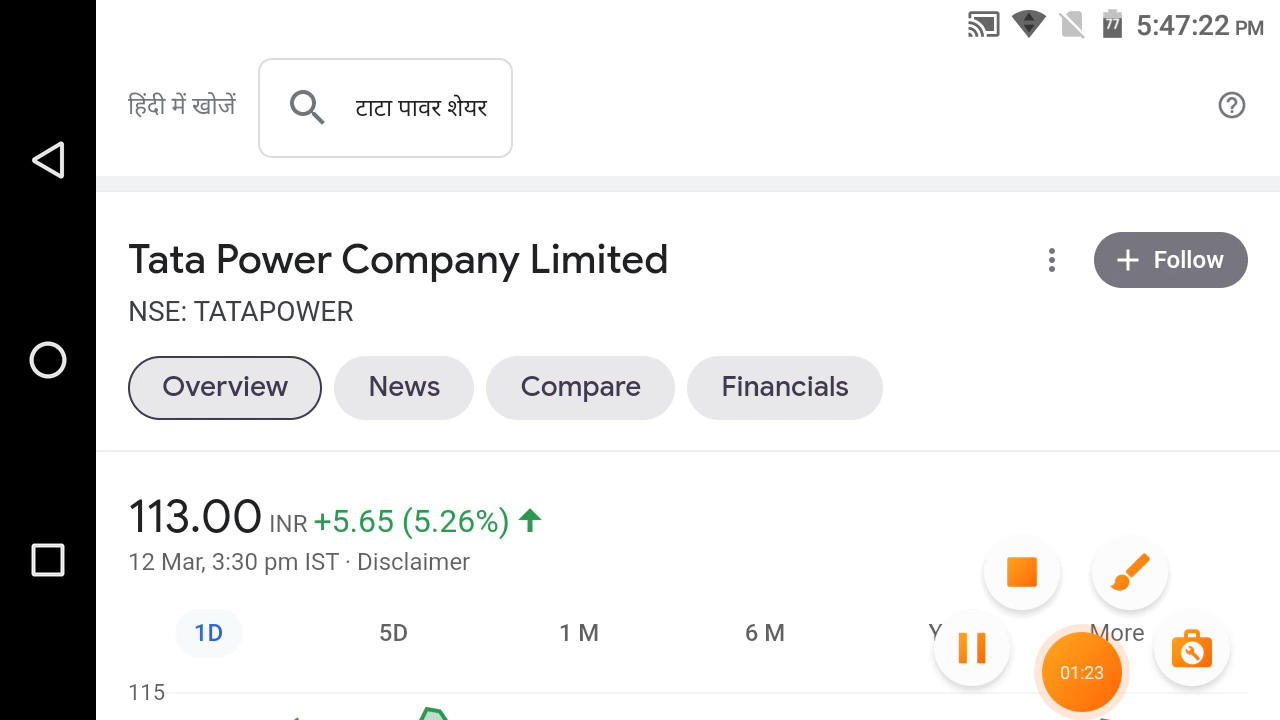 77 5:47:22 PM
हिंदी में खोजें
टाटा पावर शेयर
Tata Power Company Limited
+ Follow
NSE: TATAPOWER
Overview
News
Compare
Financials
113.00 INR +5.65 (5.26%)
12 Mar, 3:30 pm IST · Disclaimer
1D 5D 1 M 6 M Y More
01:23
115